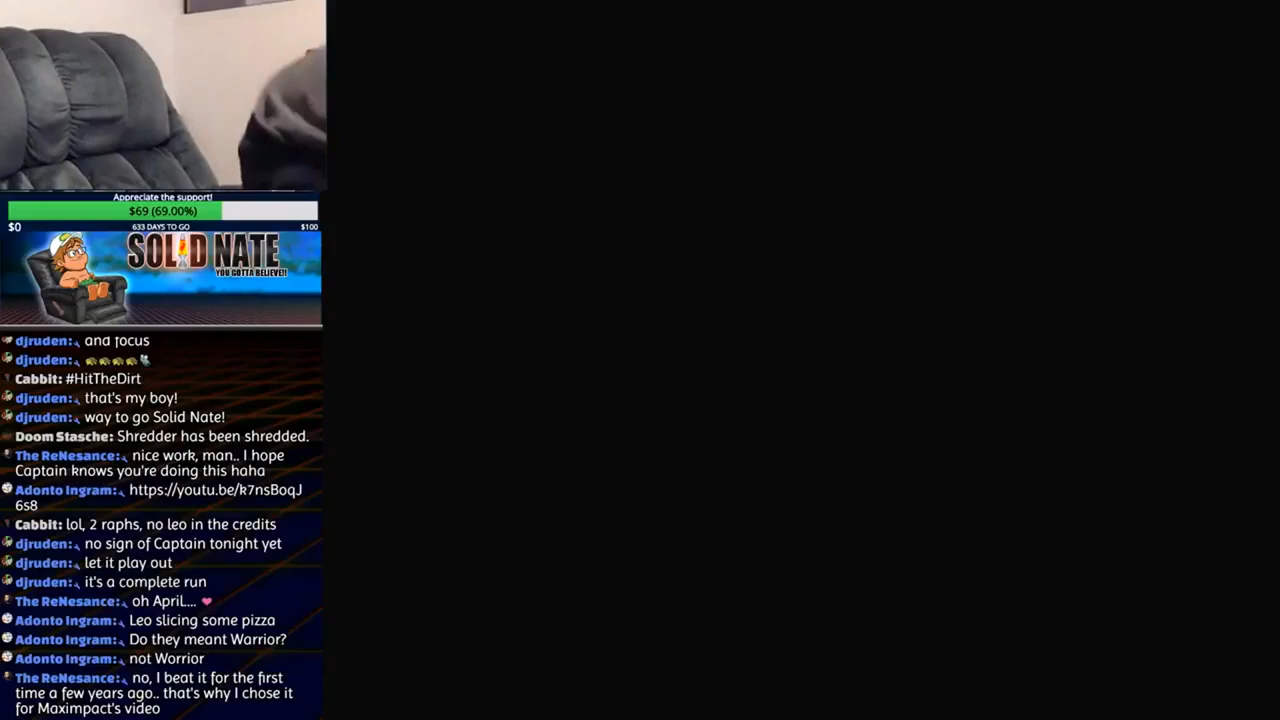 Appreciate the support!
$69 (69.00%)
$0 633 DAYS TO GO $100
SOLID NATE
YOU GOTTA BELIEVE!!
djruden: and focus
djruden:
Cabbit: #HitTheDirt
djruden: that's my boy!
djruden: way to go Solid Nate!
Doom Stasche: Shredder has been shredded.
The ReNesance: nice work, man.. I hope
Captain knows you're doing this haha
Adonto Ingram: https://youtu.be/k7nsBoqJ
6s8
Cabbit: lol, 2 raphs, no leo in the credits
djruden: no sign of Captain tonight yet
djruden: let it play out
djruden: it's a complete run
The ReNesance: oh April....
Adonto Ingram: Leo slicing some pizza
Adonto Ingram: Do they meant Warrior?
Adonto Ingram: not Worrior
The ReNesance: no, I beat it for the first
time a few years ago.. that's why I chose it
for Maximpact's video